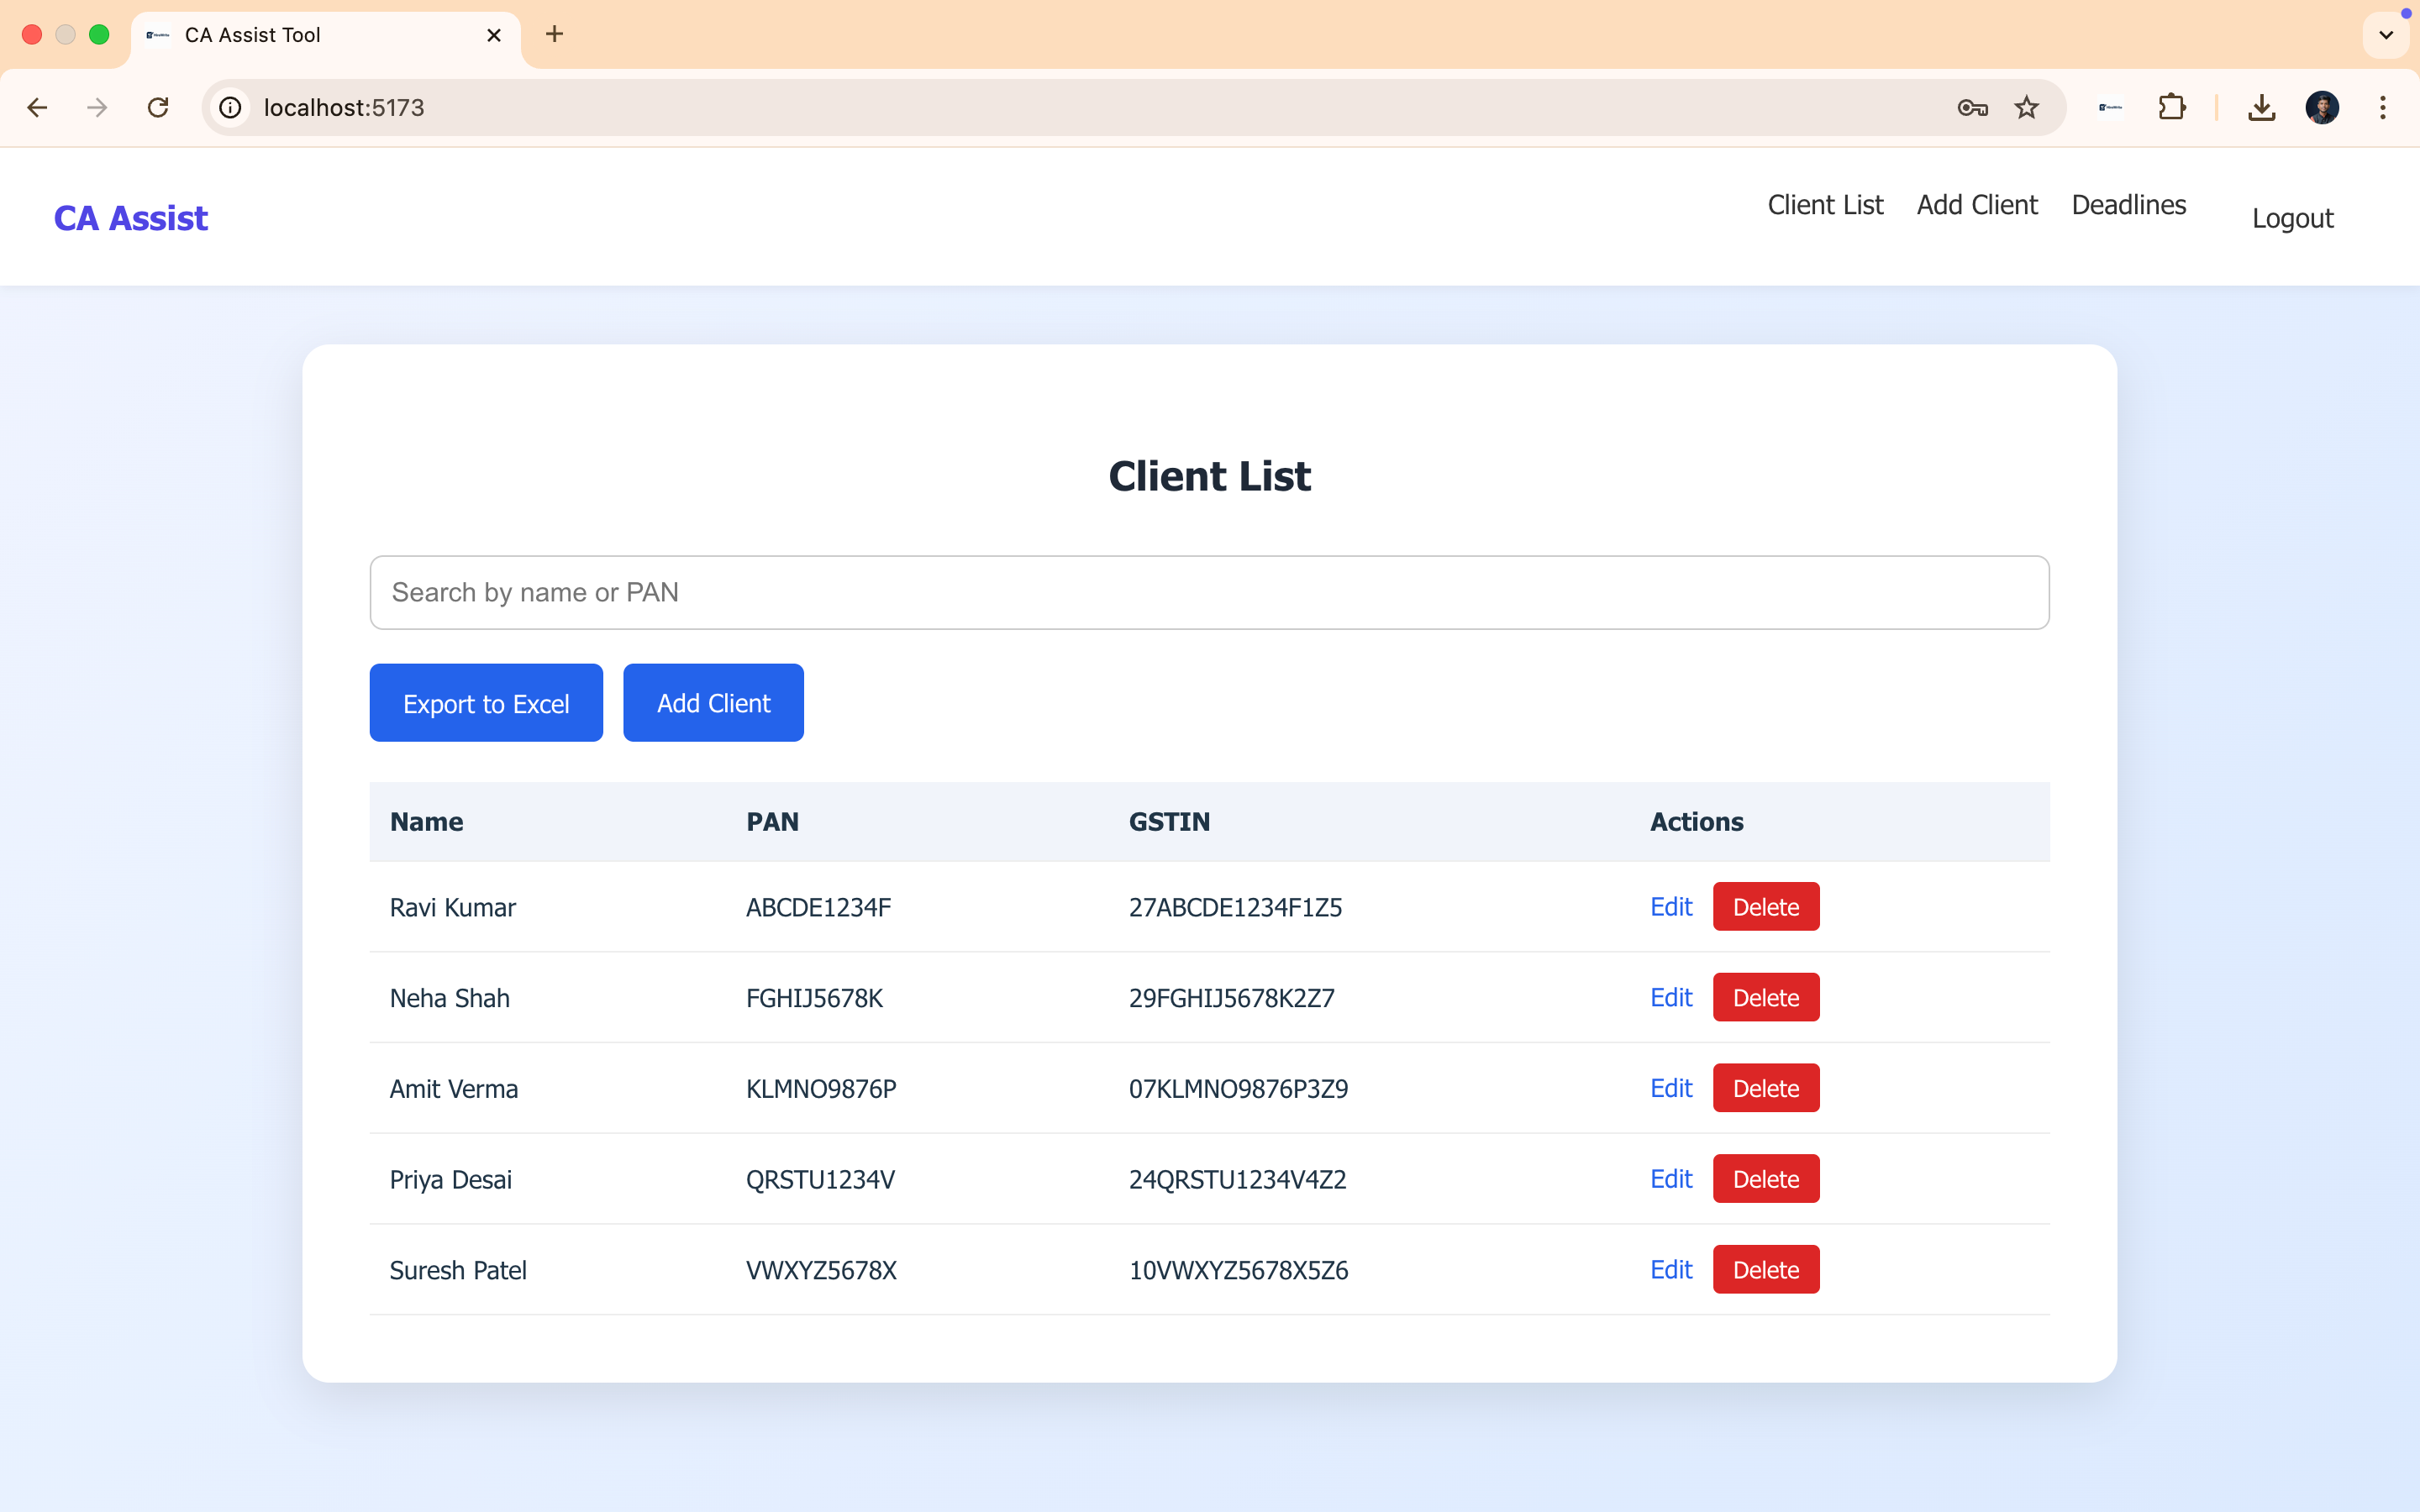 CA Assist Tool
localhost:5173
CA Assist
Client List Add Client Deadlines Logout
Client List
Search by name or PAN
Export to Excel Add Client
Name PAN GSTIN Actions
Ravi Kumar ABCDE1234F 27ABCDE1234F1Z5 Edit Delete
Neha Shah FGHIJ5678K 29FGHIJ5678K2Z7 Edit Delete
Amit Verma KLMNO9876P 07KLMNO9876P3Z9 Edit Delete
Priya Desai QRSTU1234V 24QRSTU1234V4Z2 Edit Delete
Suresh Patel VWXYZ5678X 10VWXYZ5678X5Z6 Edit Delete